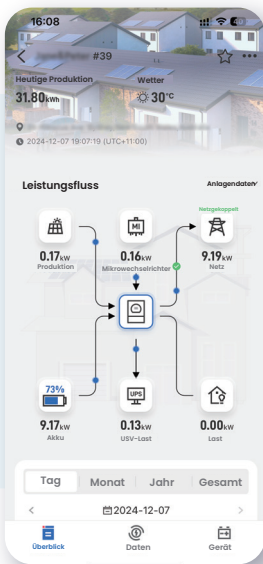 16:08
#39
Heutige Produktion
Wetter
31.80kWh
30°C
2024-12-07 19:07:19 (UTC+11:00)
Leistungsfluss
Anlagendaten
Netzgekoppelt
MI
0.17kW
0.16kW
9.19kW
Produktion
Mikrowechselrichter
Netz
73%
UPS
9.17kW
0.13kW
0.00kW
Akku
USV-Last
Last
Tag
Monat
Jahr
Gesamt
2024-12-07
Überblick
Daten
Gerät